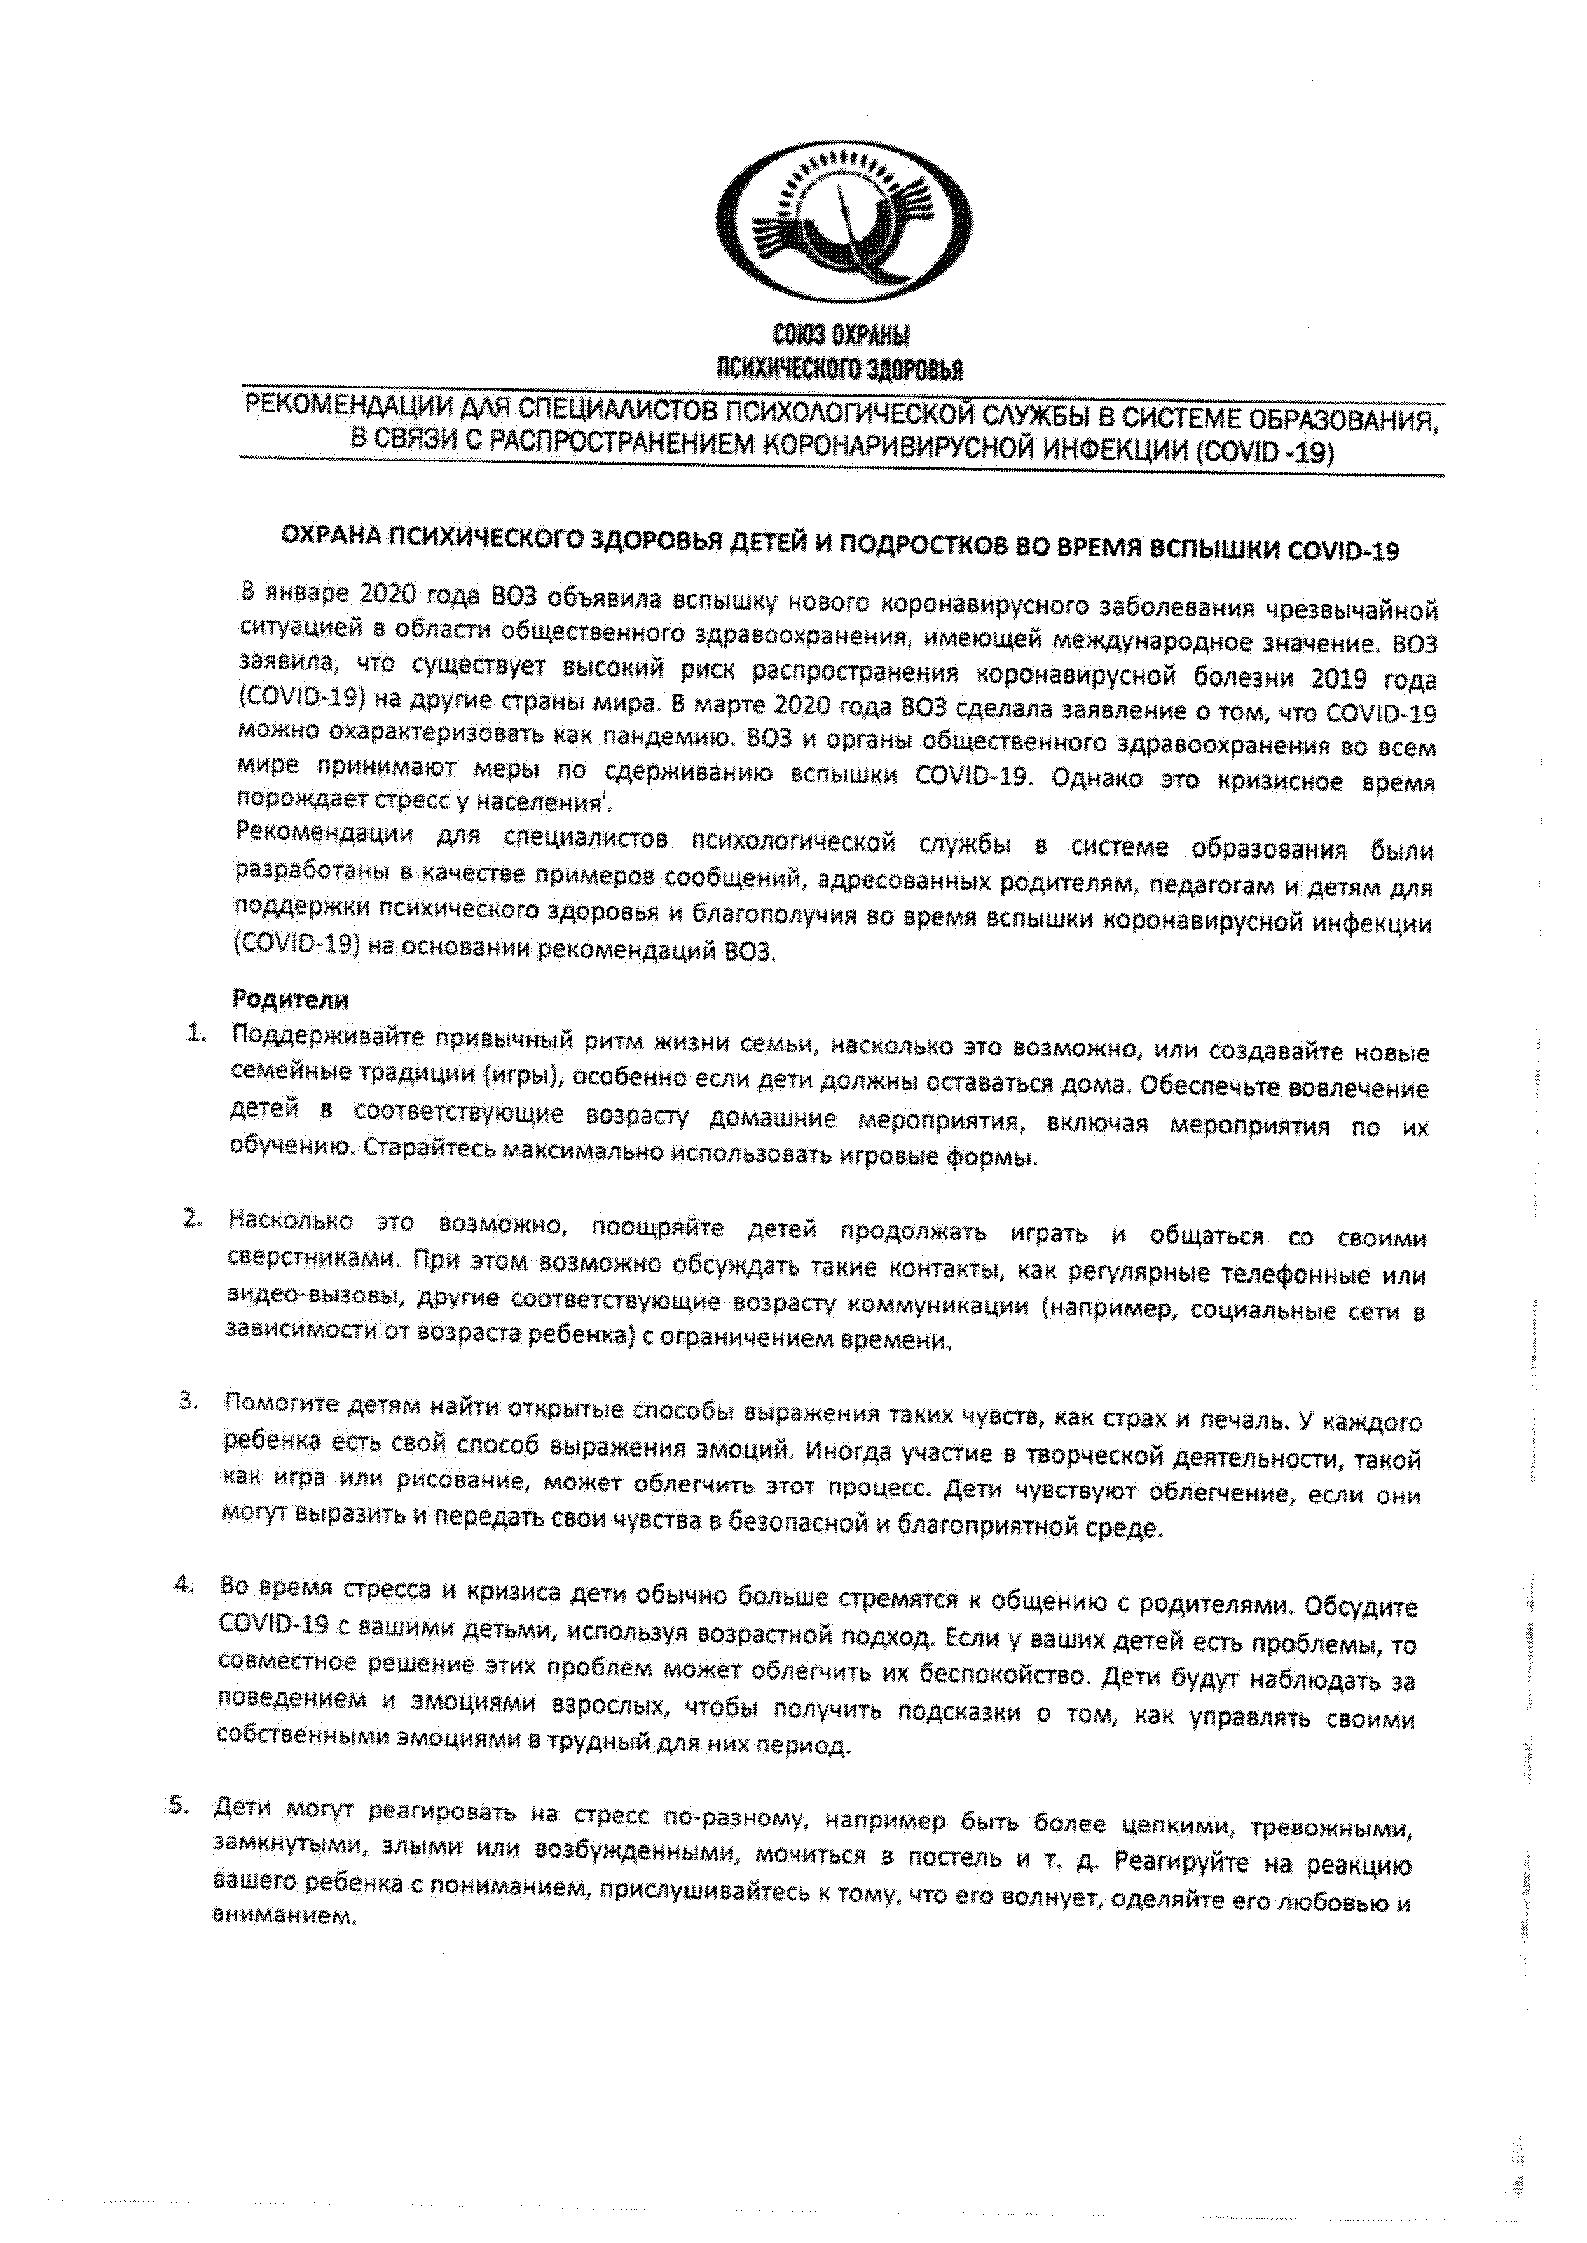 СОЮЗ ОХРАНЫ
ПСИХИЧЕСКОГО ЗДОРОВЬЯ
РЕКОМЕНДАЦИИ ДЛЯ СПЕЦИАЛИСТОВ ПСИХОЛОГИЧЕСКОЙ СЛУЖБЫ В СИСТЕМЕ ОБРАЗОВАНИЯ,
В СВЯЗИ С РАСПРОСТРАНЕНИЕМ КОРОНАРИВИРУСНОЙ ИНФЕКЦИИ (COVID -19)
ОХРАНА ПСИХИЧЕСКОГО ЗДОРОВЬЯ ДЕТЕЙ И ПОДРОСТКОВ ВО ВРЕМЯ ВСПЫШКИ COVID-19
В январе 2020 года ВОЗ объявила вспышку нового коронавирусного заболевания чрезвычайной
ситуацией в области общественного здравоохранения, имеющей международное значение. ВОЗ
заявила, что существует высокий риск распространения коронавирусной болезни 2019 года
(COVID-19) на другие страны мира. В марте 2020 года ВОЗ сделала заявление о том, что COVID-19
можно охарактеризовать как пандемию. ВОЗ и органы общественного здравоохранения во всем
мире принимают меры по сдерживанию вспышки COVID-19. Однако это кризисное время
порождает стресс у населения¹.
Рекомендации для специалистов психологической службы в системе образования были
разработаны в качестве примеров сообщений, адресованных родителям, педагогам и детям для
поддержки психического здоровья и благополучия во время вспышки коронавирусной инфекции
(COVID-19) на основании рекомендаций ВОЗ.
Родители
1. Поддерживайте привычный ритм жизни семьи, насколько это возможно, или создавайте новые
семейные традиции (игры), особенно если дети должны оставаться дома. Обеспечьте вовлечение
детей в соответствующие возрасту домашние мероприятия, включая мероприятия по их
обучению. Старайтесь максимально использовать игровые формы.
2. Насколько это возможно, поощряйте детей продолжать играть и общаться со своими
сверстниками. При этом возможно обсуждать такие контакты, как регулярные телефонные или
видео-вызовы, другие соответствующие возрасту коммуникации (например, социальные сети в
зависимости от возраста ребенка) с ограничением времени.
3. Помогите детям найти открытые способы выражения таких чувств, как страх и печаль. У каждого
ребенка есть свой способ выражения эмоций. Иногда участие в творческой деятельности, такой
как игра или рисование, может облегчить этот процесс. Дети чувствуют облегчение, если они
могут выразить и передать свои чувства в безопасной и благоприятной среде.
4. Во время стресса и кризиса дети обычно больше стремятся к общению с родителями. Обсудите
COVID-19 с вашими детьми, используя возрастной подход. Если у ваших детей есть проблемы, то
совместное решение этих проблем может облегчить их беспокойство. Дети будут наблюдать за
поведением и эмоциями взрослых, чтобы получить подсказки о том, как управлять своими
собственными эмоциями в трудный для них период.
5. Дети могут реагировать на стресс по-разному, например быть более цепкими, тревожными,
замкнутыми, злыми или возбужденными, мочиться в постель и т. д. Реагируйте на реакцию
вашего ребенка с пониманием, прислушивайтесь к тому, что его волнует, оделяйте его любовью и
вниманием.